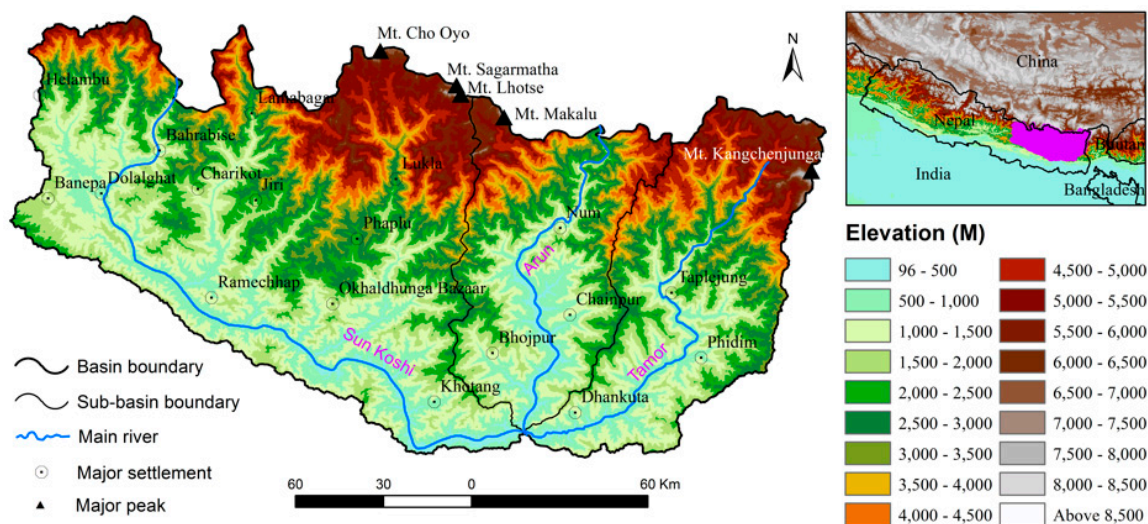 Mt. Cho Oyo
Mt. Sagarmatha
Mt. Lhotse
Mt. Makalu
Mt. Kangchenjunga
N
Helambu
Lamabagar
Bahrabise
Lukla
Banepa
Dolalghat
Charikot
Jiri
Num
Phaplu
Arun
Taplejung
Ramechhap
Okhaldhunga Bazaar
Chainpur
Sun Koshi
Bhojpur
Tamor
Phidim
Khotang
Dhankuta
Basin boundary
Sub-basin boundary
Main river
Major settlement
Major peak
60 30 0 60 Km
China
Nepal
Bhutan
India
Bangladesh
Elevation (M)
96 - 500
500 - 1,000
1,000 - 1,500
1,500 - 2,000
2,000 - 2,500
2,500 - 3,000
3,000 - 3,500
3,500 - 4,000
4,000 - 4,500
4,500 - 5,000
5,000 - 5,500
5,500 - 6,000
6,000 - 6,500
6,500 - 7,000
7,000 - 7,500
7,500 - 8,000
8,000 - 8,500
Above 8,500